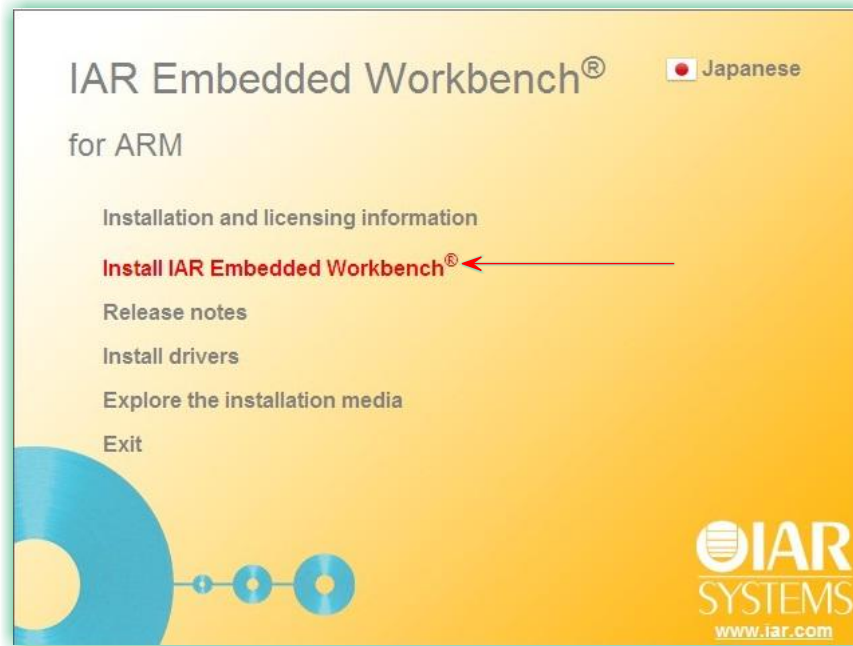 IAR Embedded Workbench®
Japanese
for ARM
Installation and licensing information
Install IAR Embedded Workbench®
Release notes
Install drivers
Explore the installation media
Exit
IAR
SYSTEMS
www.iar.com